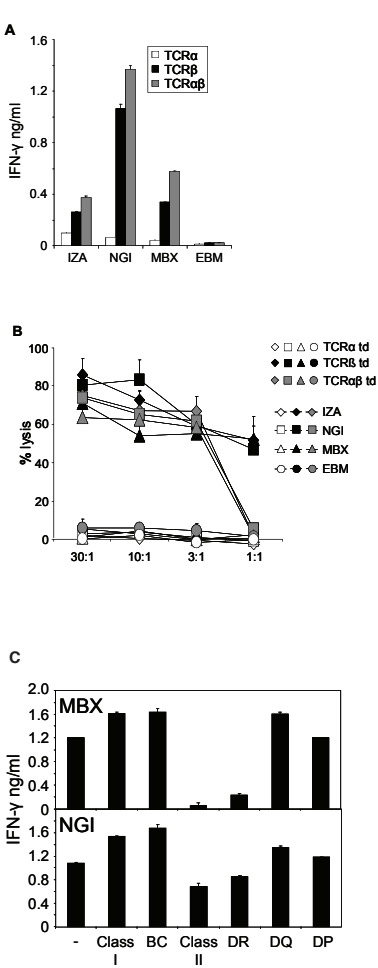 A
1.6
1.2
0.8
0.4
0
IFN-γ ng/ml
TCRα
TCRβ
TCRαβ
IZA NGI MBX EBM
B
100
80
60
40
20
0
% lysis
30:1 10:1 3:1 1:1
TCRα td
TCRß td
TCRαβ td
IZA
NGI
MBX
EBM
C
2.0
1.6
1.2
0.8
0.4
0
MBX
IFN-γ ng/ml
NGI
1.6
1.2
0.8
0.4
0
- Class BC Class DR DQ DP
I II